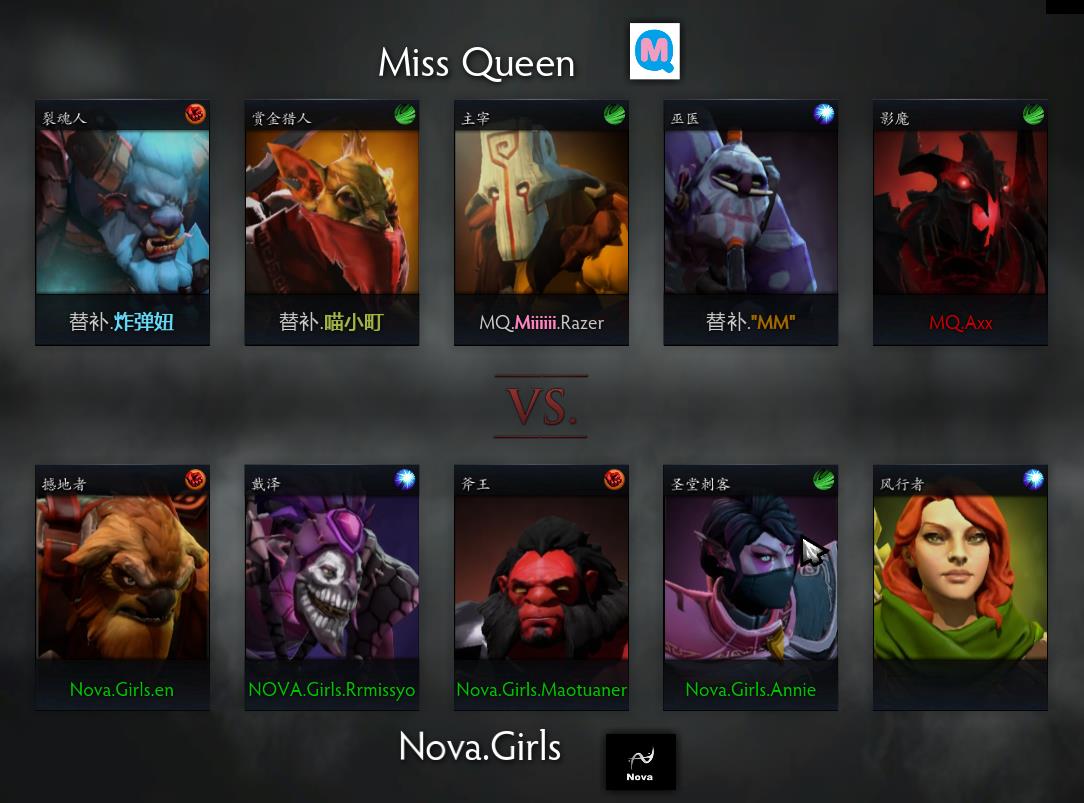 Miss Queen
MQ
裂魂人
赏金猎人
主宰
巫医
影魔
替补.炸弹妞
替补.喵小町
MQ.Miiiiii.Razer
替补."MM"
MQ.Axx
VS.
撼地者
戴泽
斧王
圣堂刺客
风行者
Nova.Girls.en
NOVA.Girls.Rrmissyo
Nova.Girls.Maotuaner
Nova.Girls.Annie
Nova.Girls
Nova